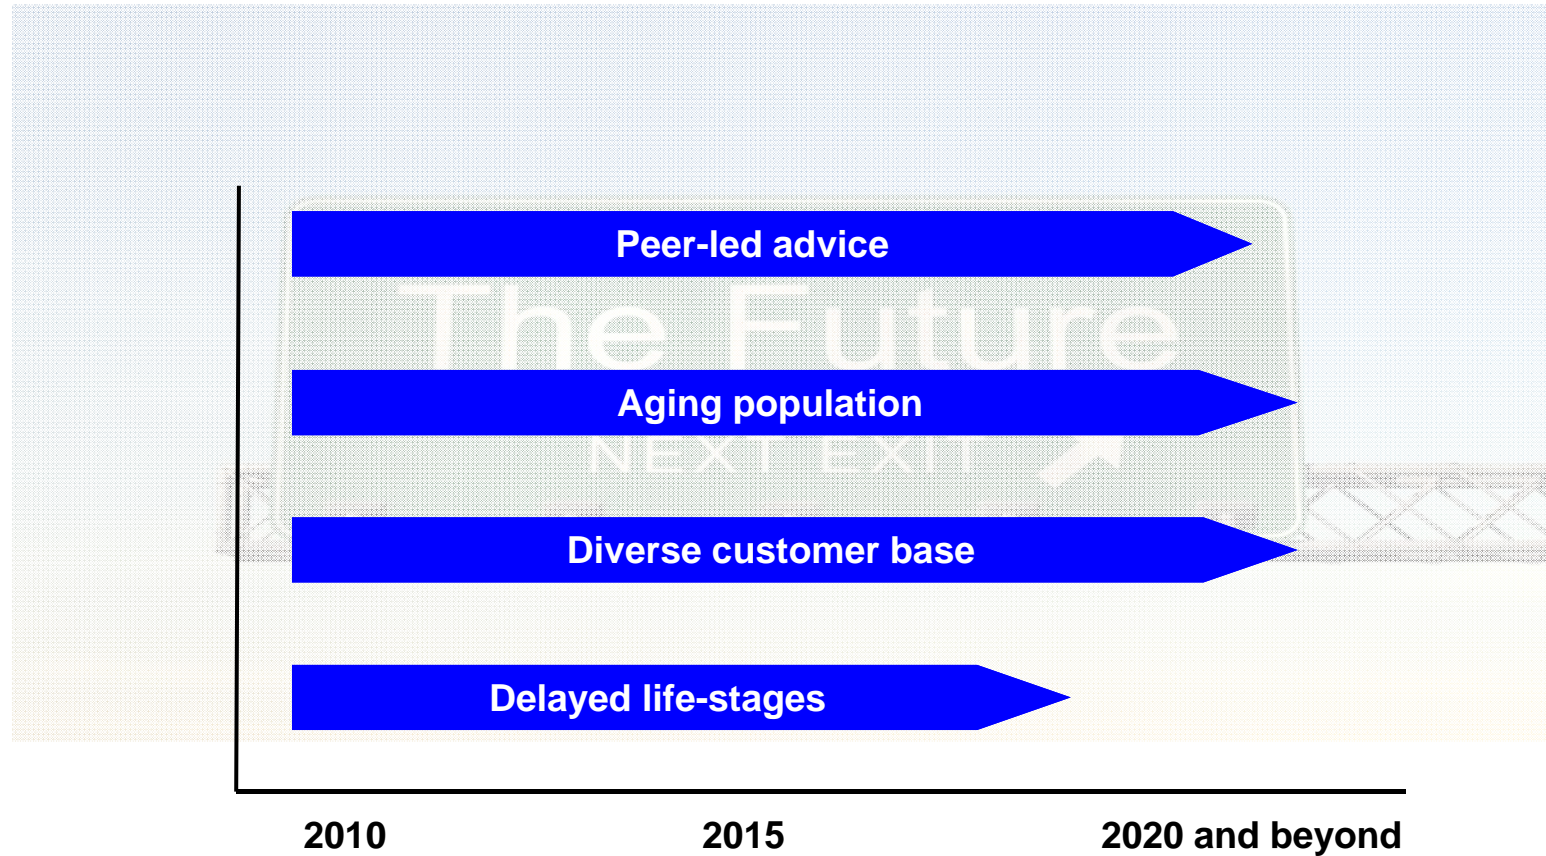 Peer-led advice
The Future
Aging population
NEXT EXIT
Diverse customer base
Delayed life-stages
2010 2015 2020 and beyond